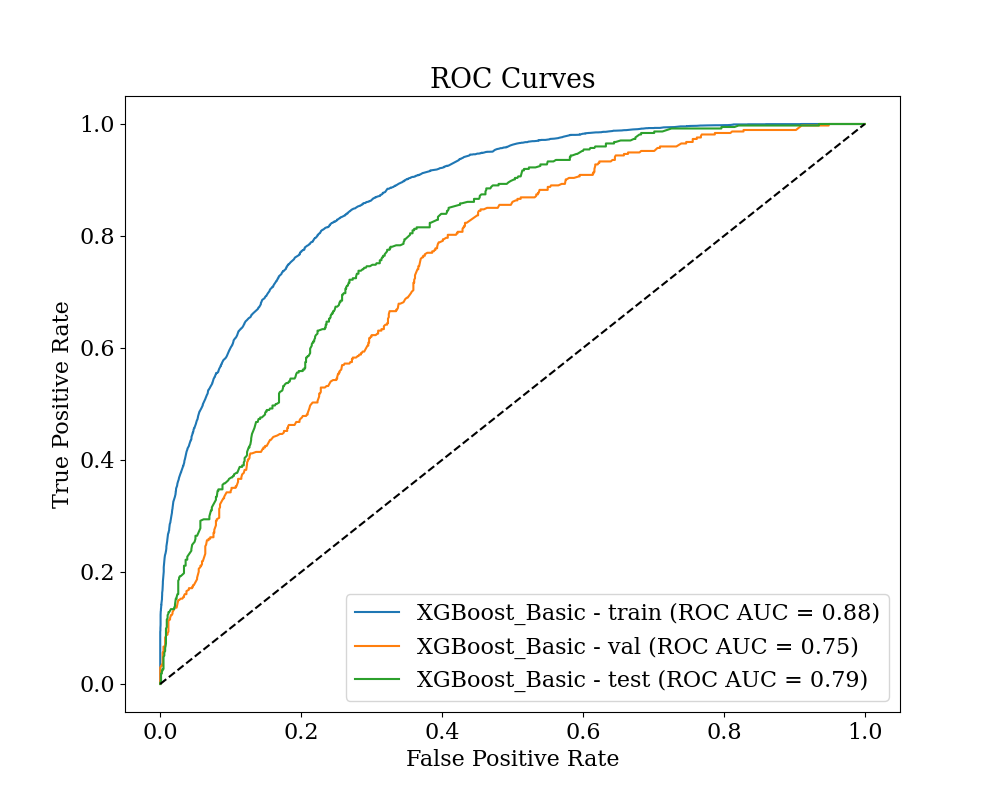 ROC Curves
True Positive Rate
1.0
0.8
0.6
0.4
0.2
0.0
XGBoost_Basic - train (ROC AUC = 0.88)
XGBoost_Basic - val (ROC AUC = 0.75)
XGBoost_Basic - test (ROC AUC = 0.79)
0.0 0.2 0.4 0.6 0.8 1.0
False Positive Rate